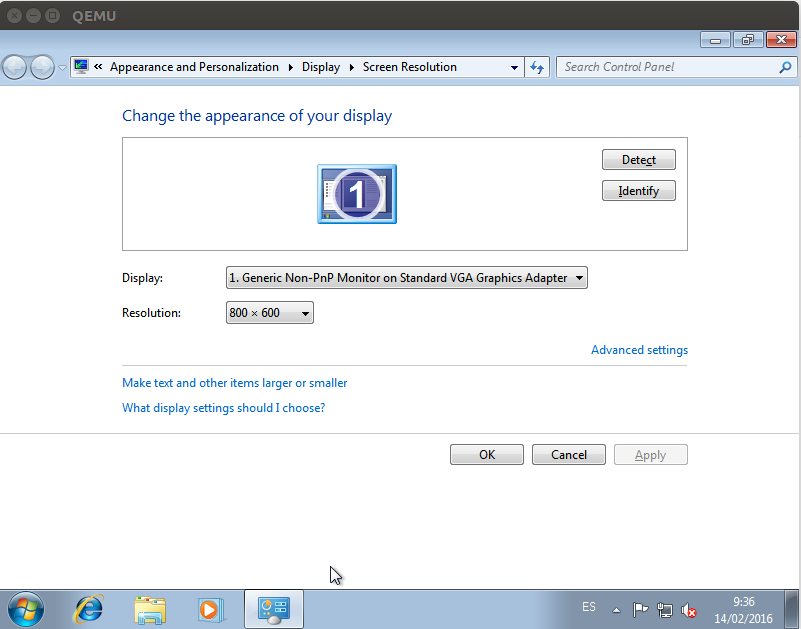 QEMU
« Appearance and Personalization Display Screen Resolution
Search Control Panel
Change the appearance of your display
1
Detect
Identify
Display: 1. Generic Non-PnP Monitor on Standard VGA Graphics Adapter
Resolution: 800 × 600
Advanced settings
Make text and other items larger or smaller
What display settings should I choose?
OK Cancel Apply
ES
9:36
14/02/2016